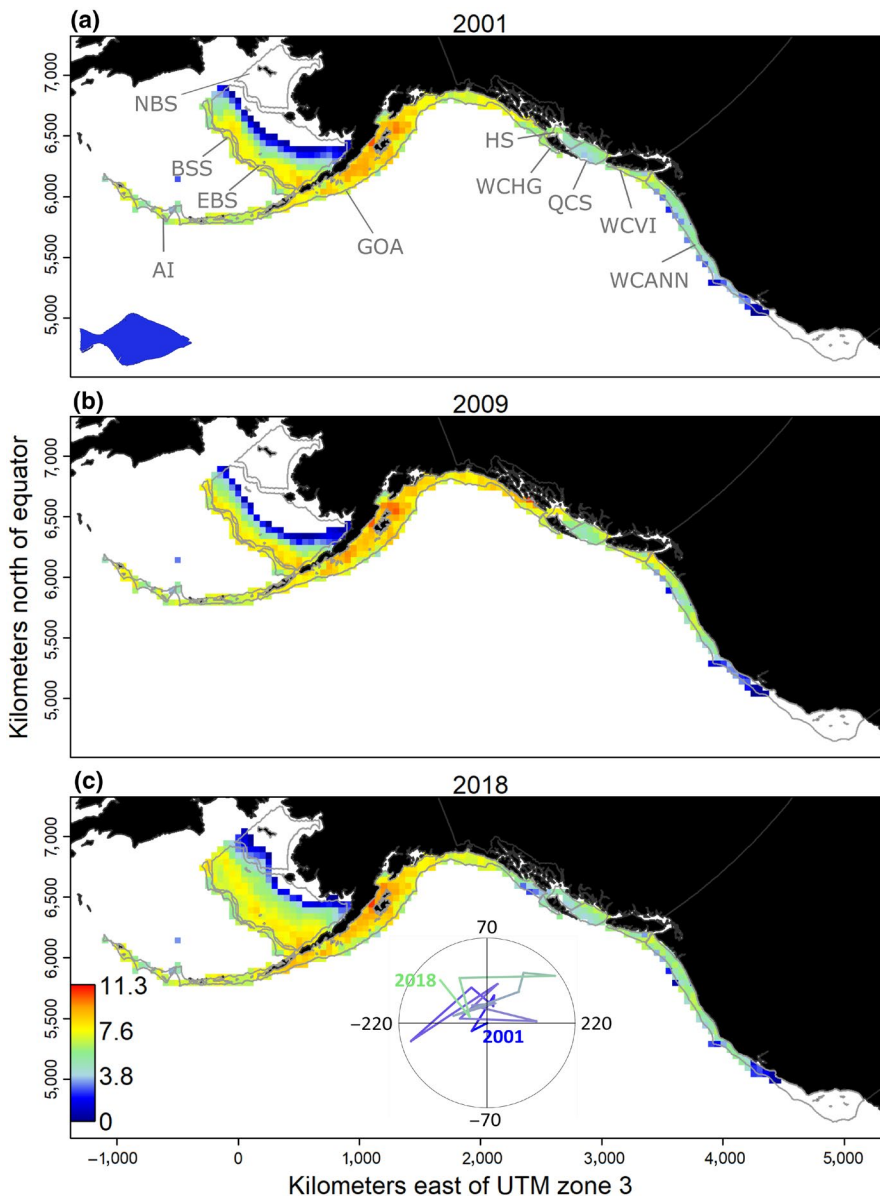 (a)
2001
7,000
6,500
6,000
5,500
5,000
NBS
BSS
EBS
AI
GOA
HS
WCHG
QCS
WCVI
WCANN
(b)
2009
7,000
6,500
6,000
5,500
5,000
Kilometers north of equator
(c)
2018
7,000
6,500
6,000
5,500
5,000
11.3
7.6
3.8
0
70
2018
−220
220
2001
−70
−1,000
0
1,000
2,000
3,000
4,000
5,000
Kilometers east of UTM zone 3